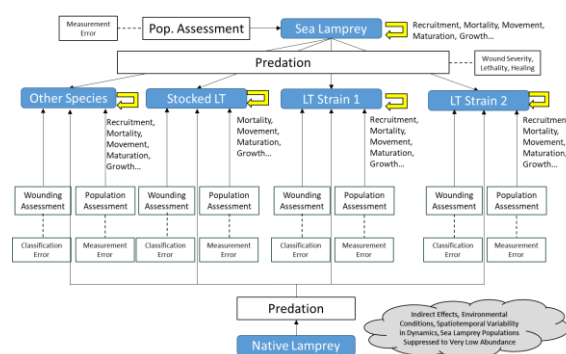 Measurement
Error
Pop. Assessment
Sea Lamprey
Recruitment, Mortality, Movement,
Maturation, Growth...
Predation
Wound Severity,
Lethality, Healing
Other Species
Stocked LT
LT Strain 1
LT Strain 2
Recruitment,
Mortality,
Movement,
Maturation,
Growth...
Mortality,
Movement,
Maturation,
Growth...
Recruitment,
Mortality,
Movement,
Maturation,
Growth...
Recruitment,
Mortality,
Movement,
Maturation,
Growth...
Wounding
Assessment
Population
Assessment
Wounding
Assessment
Population
Assessment
Wounding
Assessment
Population
Assessment
Wounding
Assessment
Population
Assessment
Classification
Error
Measurement
Error
Classification
Error
Measurement
Error
Classification
Error
Measurement
Error
Classification
Error
Measurement
Error
Predation
Native Lamprey
Indirect Effects, Environmental
Conditions, Spatiotemporal Variability
in Dynamics, Sea Lamprey Populations
Suppressed to Very Low Abundance